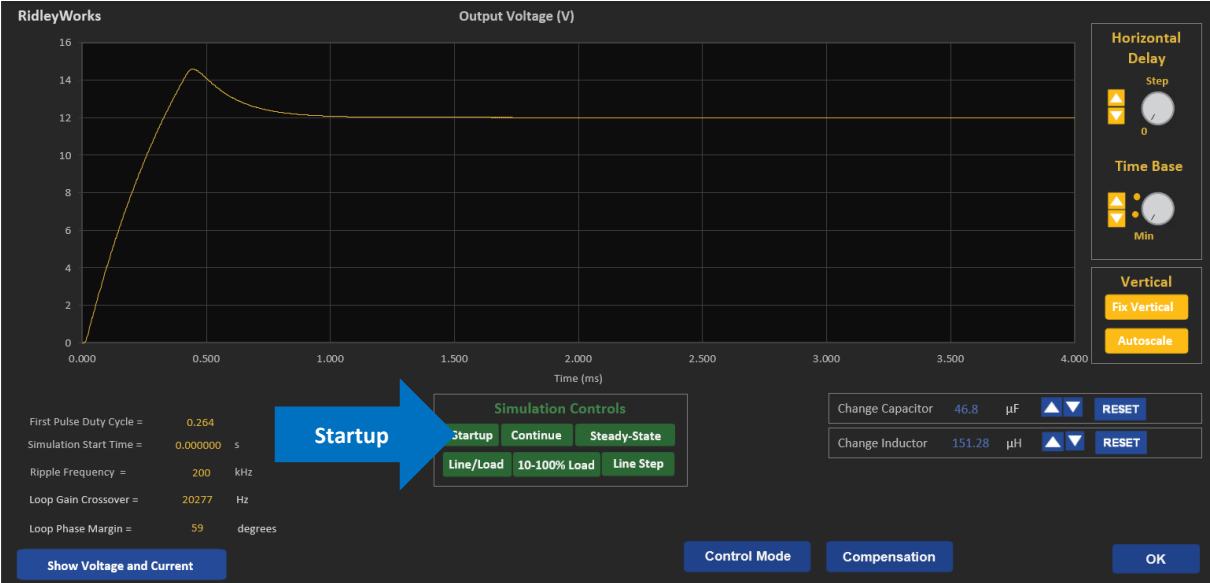 RidleyWorks
Output Voltage (V)
16
14
12
10
8
6
4
2
0
0.000 0.500 1.000 1.500 2.000 2.500 3.000 3.500 4.000
Time (ms)
Horizontal
Delay
Step
0
Time Base
Min
Vertical
Fix Vertical
Autoscale
First Pulse Duty Cycle = 0.264
Simulation Start Time = 0.000000 s
Ripple Frequency = 200 kHz
Loop Gain Crossover = 20277 Hz
Loop Phase Margin = 59 degrees
Show Voltage and Current
Startup
Simulation Controls
Startup Continue Steady-State
Line/Load 10-100% Load Line Step
Change Capacitor 46.8 µF RESET
Change Inductor 151.28 µH RESET
Control Mode Compensation OK